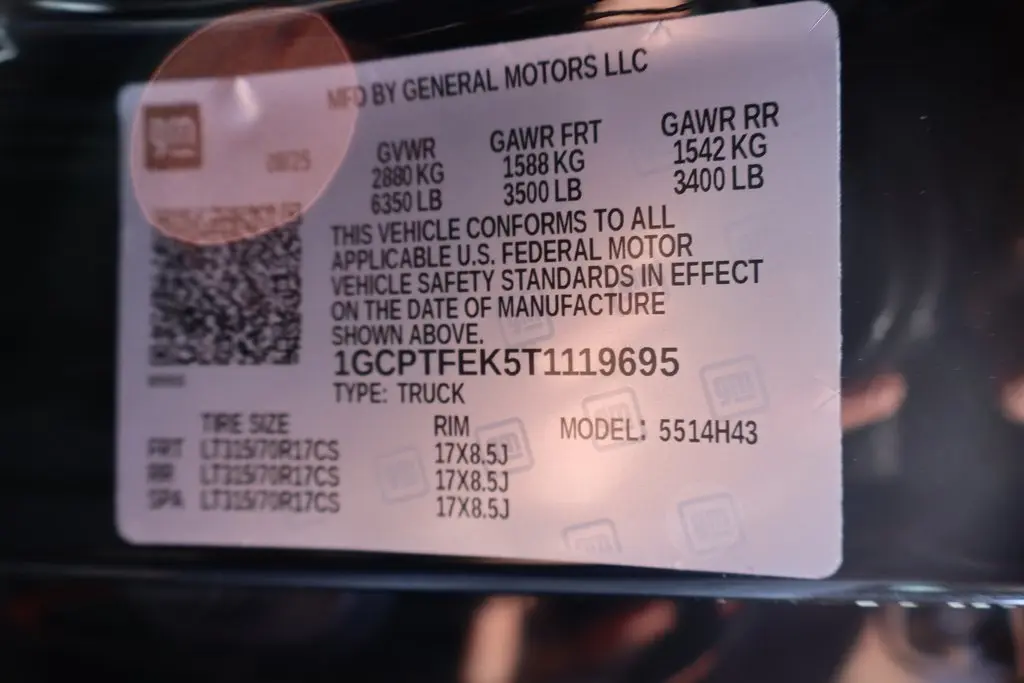 MFD BY GENERAL MOTORS LLC
gm
08/25
GVWR GAWR FRT GAWR RR
2880 KG 1588 KG 1542 KG
6350 LB 3500 LB 3400 LB
THIS VEHICLE CONFORMS TO ALL
APPLICABLE U.S. FEDERAL MOTOR
VEHICLE SAFETY STANDARDS IN EFFECT
ON THE DATE OF MANUFACTURE
SHOWN ABOVE.
1GCPTFEK5T1119695
TYPE: TRUCK
TIRE SIZE RIM MODEL: 5514H43
FRT LT315/70R17CS 17X8.5J
RR LT315/70R17CS 17X8.5J
SPA LT315/70R17CS 17X8.5J